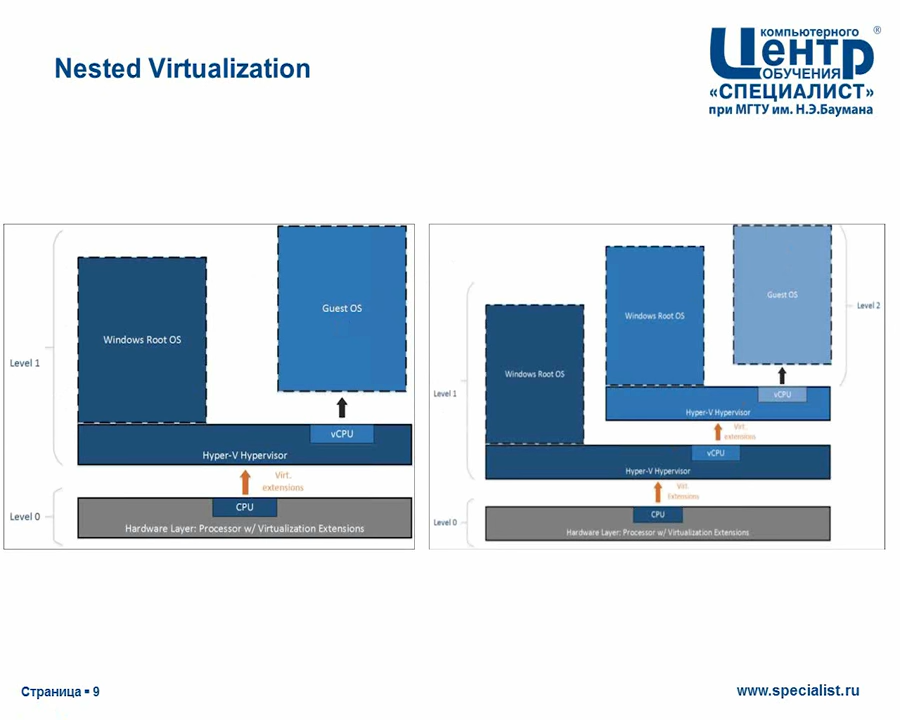 Nested Virtualization
компьютерного
Центр
ОБУЧЕНИЯ
«СПЕЦИАЛИСТ»
при МГТУ им. Н.Э.Баумана
®
Guest OS
Windows Root OS
Level 1
vCPU
Hyper-V Hypervisor
Virt.
extensions
CPU
Level 0
Hardware Layer: Processor w/ Virtualization Extensions
Guest OS
Level 2
Windows Root OS
Windows Root OS
Level 1
vCPU
Hyper-V Hypervisor
Virt.
extensions
vCPU
Hyper-V Hypervisor
Virt.
Extensions
CPU
Level 0
Hardware Layer: Processor w/ Virtualization Extensions
Страница ▪ 9
www.specialist.ru